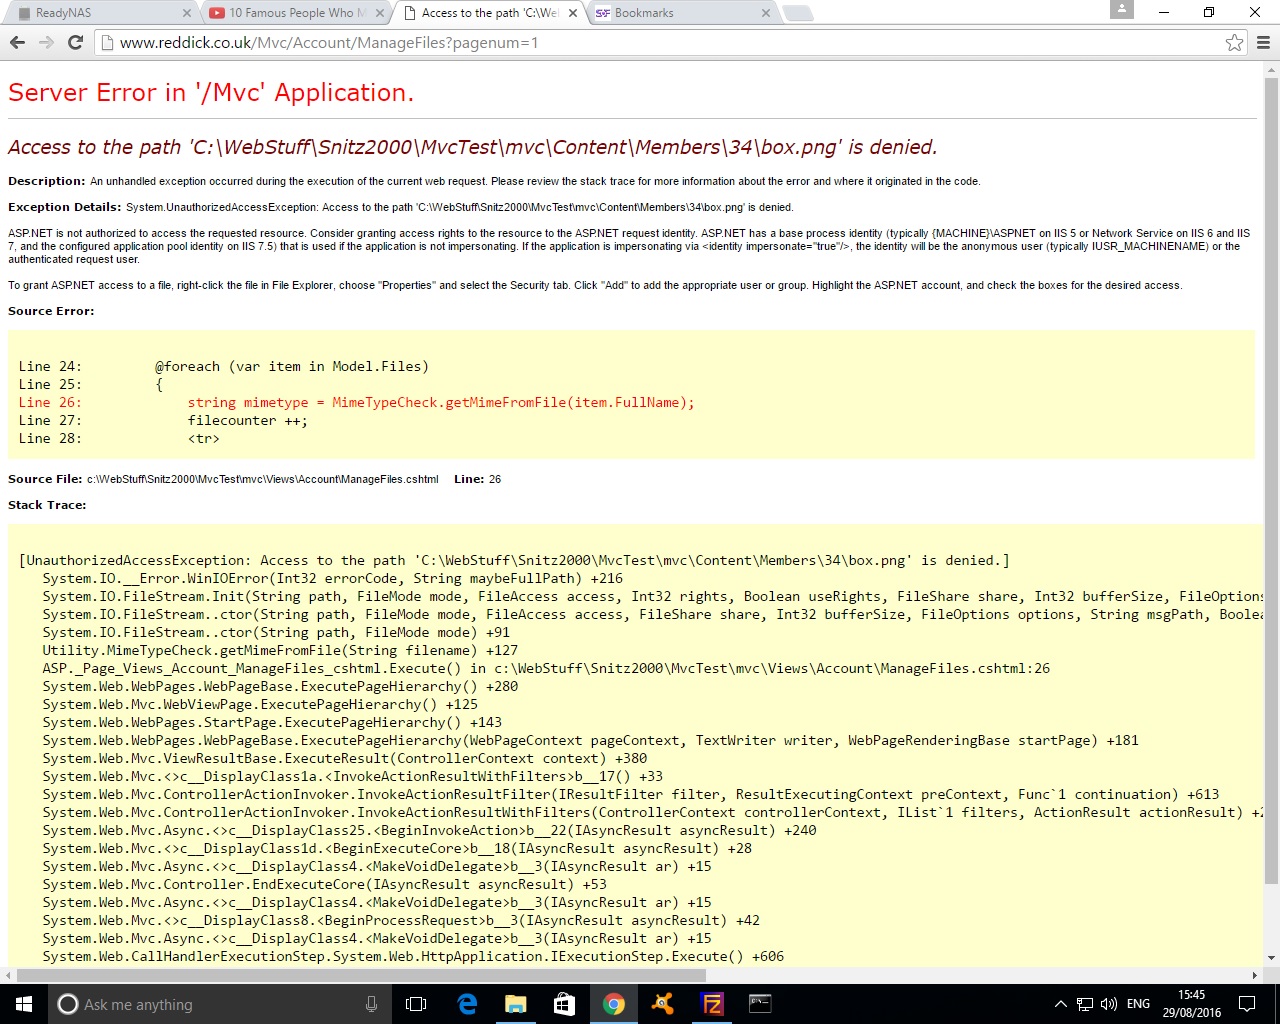 ReadyNAS
10 Famous People Who M
Access to the path 'C:\We
Bookmarks
www.reddick.co.uk/Mvc/Account/ManageFiles?pagenum=1
Server Error in '/Mvc' Application.
Access to the path 'C:\WebStuff\Snitz2000\MvcTest\mvc\Content\Members\34\box.png' is denied.
Description: An unhandled exception occurred during the execution of the current web request. Please review the stack trace for more information about the error and where it originated in the code.
Exception Details: System.UnauthorizedAccessException: Access to the path 'C:\WebStuff\Snitz2000\MvcTest\mvc\Content\Members\34\box.png' is denied.
ASP.NET is not authorized to access the requested resource. Consider granting access rights to the resource to the ASP.NET request identity. ASP.NET has a base process identity (typically {MACHINE}\ASPNET on IIS 5 or Network Service on IIS 6 and IIS
7, and the configured application pool identity on IIS 7.5) that is used if the application is not impersonating. If the application is impersonating via <identity impersonate="true"/>, the identity will be the anonymous user (typically IUSR_MACHINENAME) or the
authenticated request user.
To grant ASP.NET access to a file, right-click the file in File Explorer, choose "Properties" and select the Security tab. Click "Add" to add the appropriate user or group. Highlight the ASP.NET account, and check the boxes for the desired access.
Source Error:
Line 24:         @foreach (var item in Model.Files)
Line 25:         {
Line 26:             string mimetype = MimeTypeCheck.getMimeFromFile(item.FullName);
Line 27:             filecounter ++;
Line 28:             <tr>
Source File: c:\WebStuff\Snitz2000\MvcTest\mvc\Views\Account\ManageFiles.cshtml    Line: 26
Stack Trace:
[UnauthorizedAccessException: Access to the path 'C:\WebStuff\Snitz2000\MvcTest\mvc\Content\Members\34\box.png' is denied.]
System.IO.__Error.WinIOError(Int32 errorCode, String maybeFullPath) +216
System.IO.FileStream.Init(String path, FileMode mode, FileAccess access, Int32 rights, Boolean useRights, FileShare share, Int32 bufferSize, FileOptions
System.IO.FileStream..ctor(String path, FileMode mode, FileAccess access, FileShare share, Int32 bufferSize, FileOptions options, String msgPath, Boolea
System.IO.FileStream..ctor(String path, FileMode mode) +91
Utility.MimeTypeCheck.getMimeFromFile(String filename) +127
ASP._Page_Views_Account_ManageFiles_cshtml.Execute() in c:\WebStuff\Snitz2000\MvcTest\mvc\Views\Account\ManageFiles.cshtml:26
System.Web.WebPages.WebPageBase.ExecutePageHierarchy() +280
System.Web.Mvc.WebViewPage.ExecutePageHierarchy() +125
System.Web.WebPages.StartPage.ExecutePageHierarchy() +143
System.Web.WebPages.WebPageBase.ExecutePageHierarchy(WebPageContext pageContext, TextWriter writer, WebPageRenderingBase startPage) +181
System.Web.Mvc.ViewResultBase.ExecuteResult(ControllerContext context) +380
System.Web.Mvc.<>c__DisplayClass1a.<InvokeActionResultWithFilters>b__17() +33
System.Web.Mvc.ControllerActionInvoker.InvokeActionResultFilter(IResultFilter filter, ResultExecutingContext preContext, Func`1 continuation) +613
System.Web.Mvc.ControllerActionInvoker.InvokeActionResultWithFilters(ControllerContext controllerContext, IList`1 filters, ActionResult actionResult) +2
System.Web.Mvc.Async.<>c__DisplayClass25.<BeginInvokeAction>b__22(IAsyncResult asyncResult) +240
System.Web.Mvc.<>c__DisplayClass1d.<BeginExecuteCore>b__18(IAsyncResult asyncResult) +28
System.Web.Mvc.Async.<>c__DisplayClass4.<MakeVoidDelegate>b__3(IAsyncResult ar) +15
System.Web.Mvc.Controller.EndExecuteCore(IAsyncResult asyncResult) +53
System.Web.Mvc.Async.<>c__DisplayClass4.<MakeVoidDelegate>b__3(IAsyncResult ar) +15
System.Web.Mvc.<>c__DisplayClass8.<BeginProcessRequest>b__3(IAsyncResult asyncResult) +42
System.Web.Mvc.Async.<>c__DisplayClass4.<MakeVoidDelegate>b__3(IAsyncResult ar) +15
System.Web.CallHandlerExecutionStep.System.Web.HttpApplication.IExecutionStep.Execute() +606
Ask me anything
ENG
15:45
29/08/2016